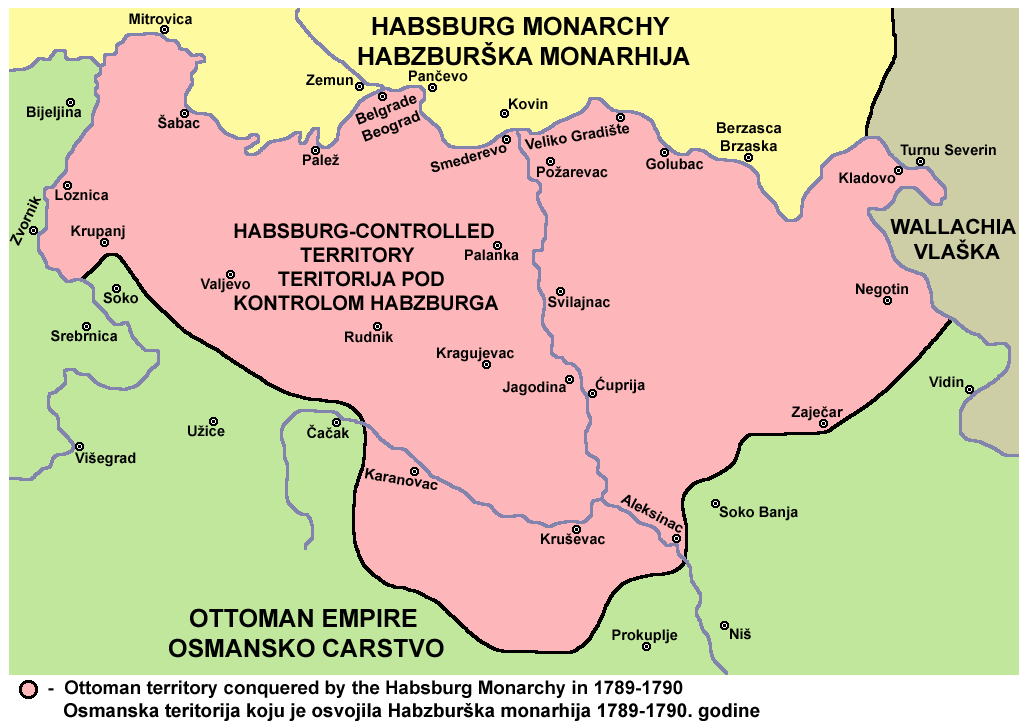 Mitrovica
HABSBURG MONARCHY
HABZBURŠKA MONARHIJA
Zemun
Pančevo
Bijeljina
Šabac
Belgrade
Beograd
Kovin
Palež
Smederevo
Veliko Gradište
Požarevac
Golubac
Berzasca
Brzaska
Turnu Severin
Kladovo
Loznica
Zvornik
Krupanj
WALLACHIA
VLAŠKA
HABSBURG-CONTROLLED
TERRITORY
TERITORIJA POD
KONTROLOM HABZBURGA
Palanka
Valjevo
Soko
Svilajnac
Negotin
Srebrnica
Rudnik
Kragujevac
Jagodina
Ćuprija
Vidin
Užice
Čačak
Zaječar
Višegrad
Karanovac
Aleksinac
Soko Banja
Kruševac
OTTOMAN EMPIRE
OSMANSKO CARSTVO
Prokuplje
Niš
- Ottoman territory conquered by the Habsburg Monarchy in 1789-1790
Osmanska teritorija koju je osvojila Habzburška monarhija 1789-1790. godine